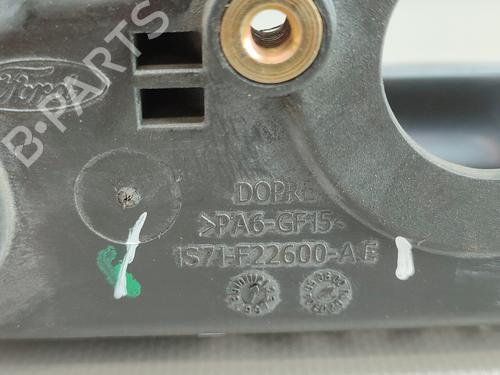 Ford
B-PARTS
DOPRE
>PA6-GF15<
1S71-F22600-AE